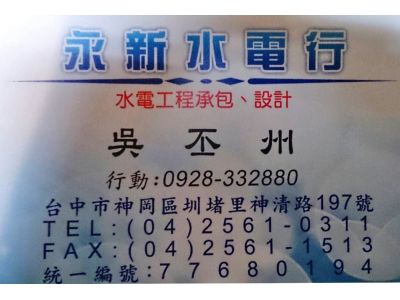 永新水電行
水電工程承包、設計
吳丕州
行動:0928-332880
台中市神岡區圳堵里神清路197號
TEL:(04)2561-0311
FAX:(04)2561-1513
統一編號:77680194